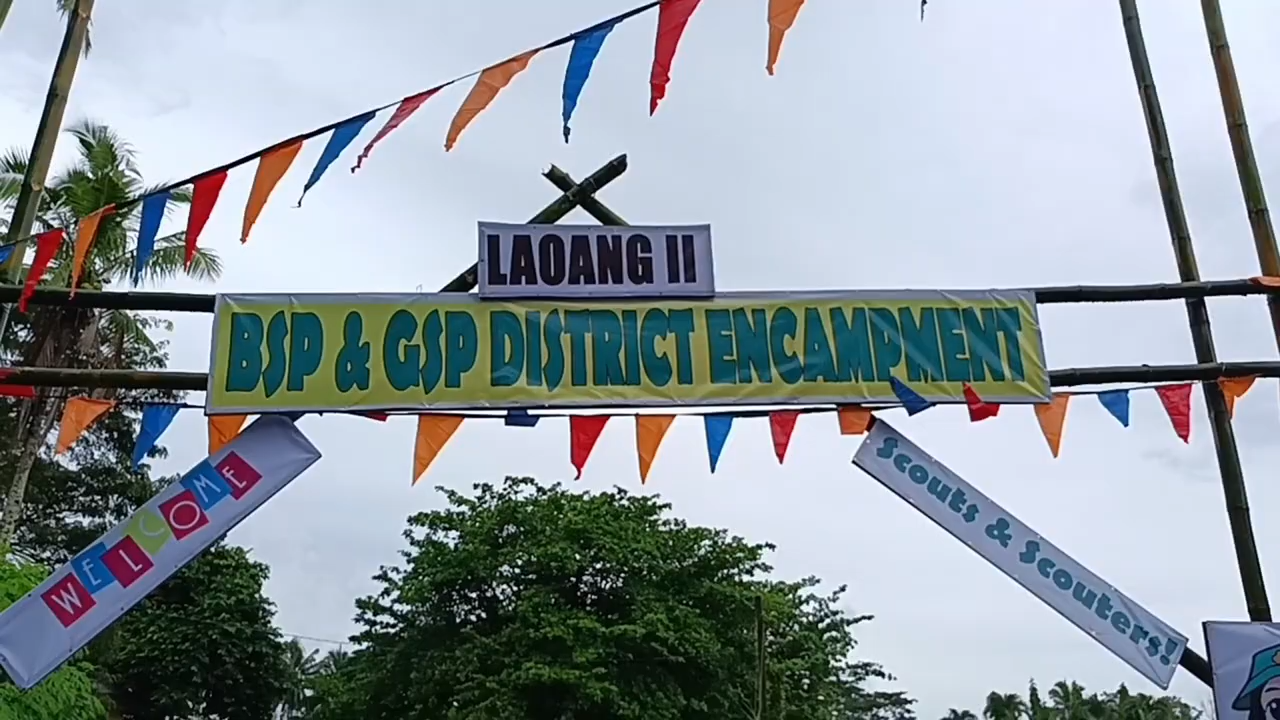 LAOANG II
BSP & GSP DISTRICT ENCAMPMENT
WELCOME
Scouts & Scouters!